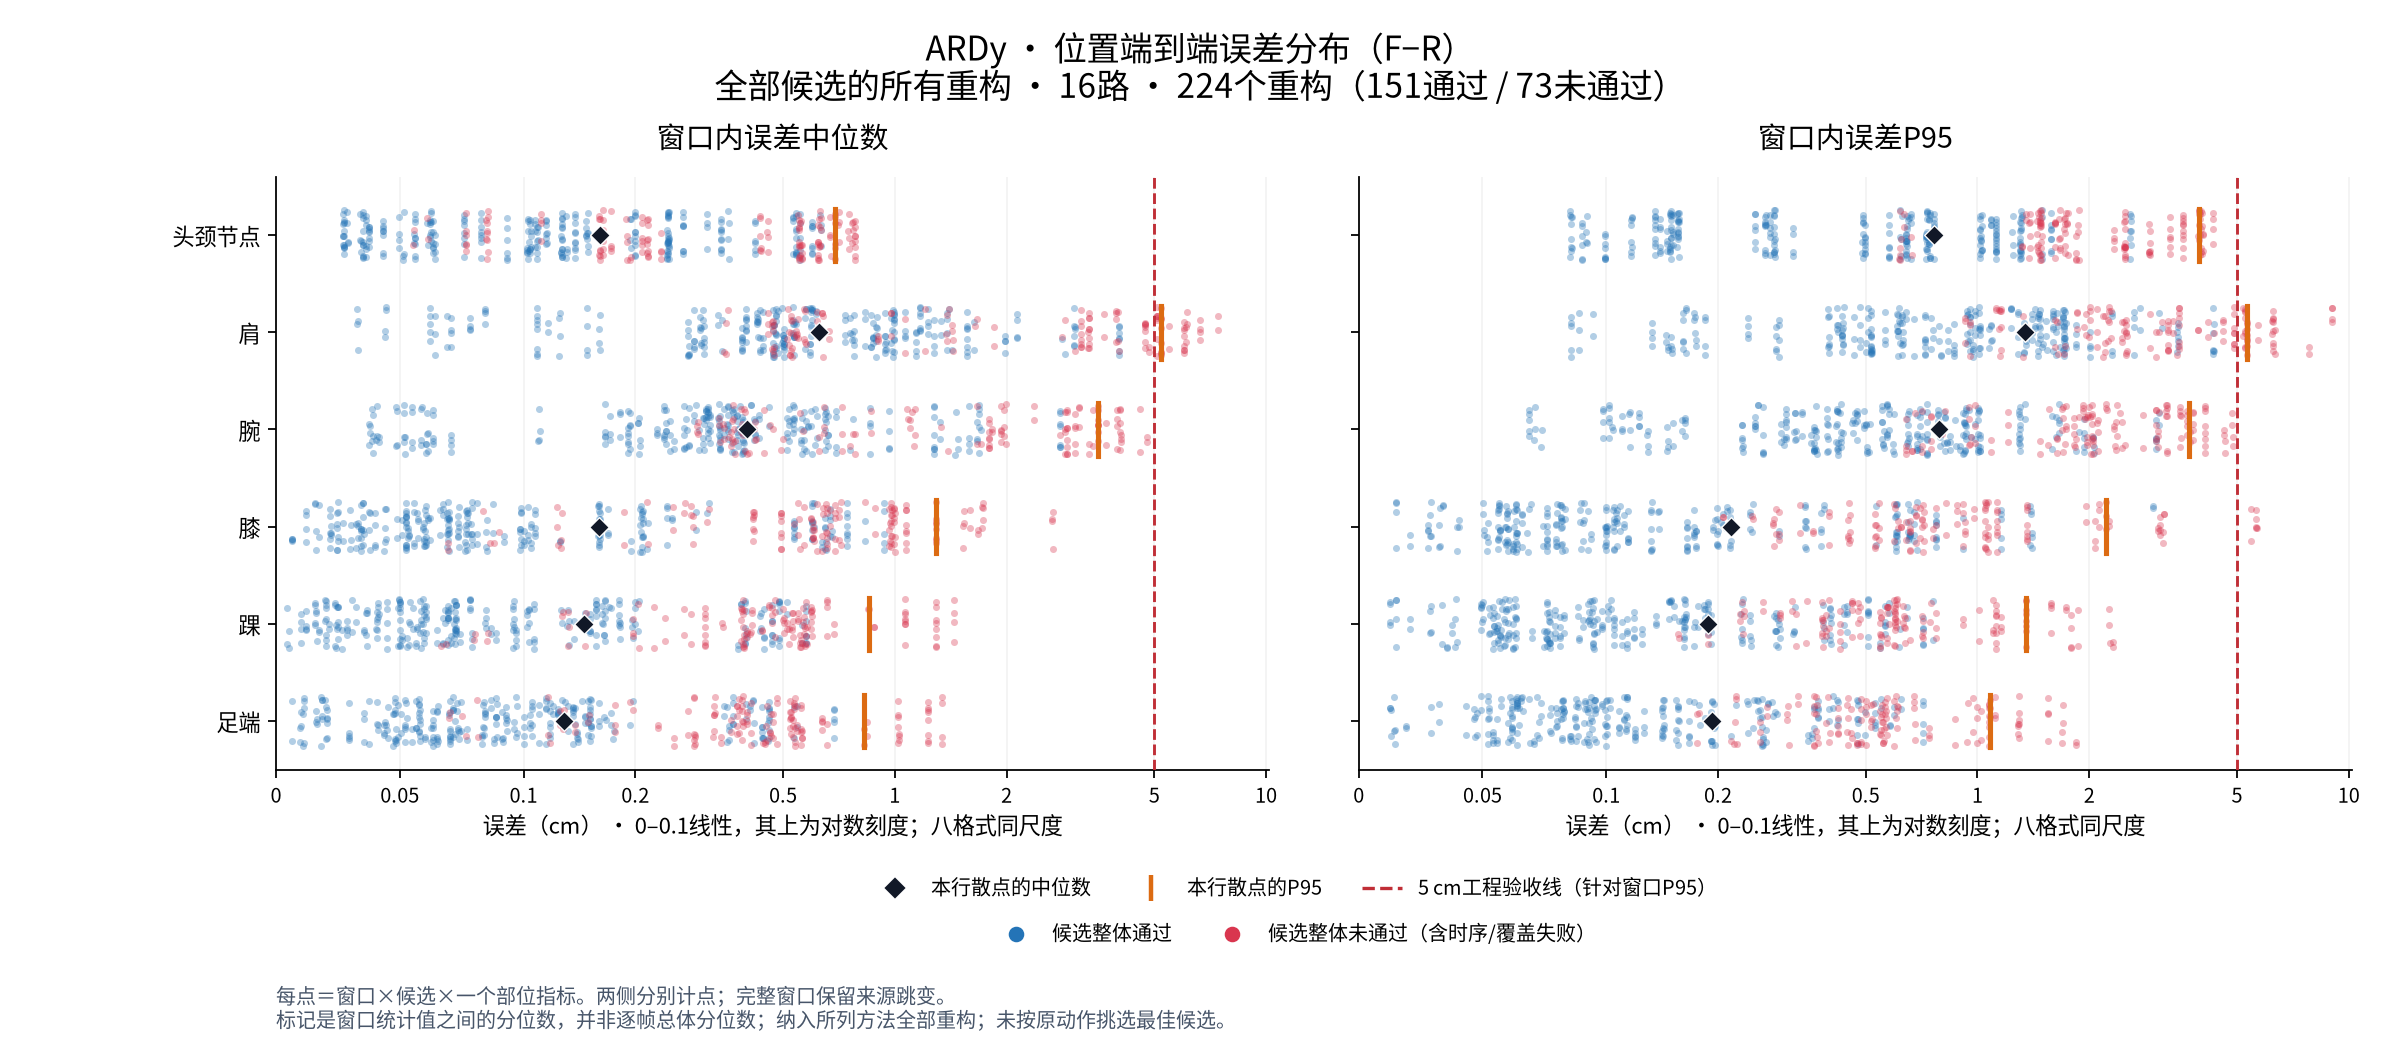 ARDy · 位置端到端误差分布（F−R）
全部候选的所有重构 · 16路 · 224个重构（151通过 / 73未通过）
窗口内误差中位数
窗口内误差P95
头颈节点
肩
腕
膝
踝
足端
0 0.05 0.1 0.2 0.5 1 2 5 10
0 0.05 0.1 0.2 0.5 1 2 5 10
误差（cm） · 0–0.1线性，其上为对数刻度；八格式同尺度
误差（cm） · 0–0.1线性，其上为对数刻度；八格式同尺度
本行散点的中位数 本行散点的P95 5 cm工程验收线（针对窗口P95）
候选整体通过 候选整体未通过（含时序/覆盖失败）
每点＝窗口×候选×一个部位指标。两侧分别计点；完整窗口保留来源跳变。
标记是窗口统计值之间的分位数，并非逐帧总体分位数；纳入所列方法全部重构；未按原动作挑选最佳候选。